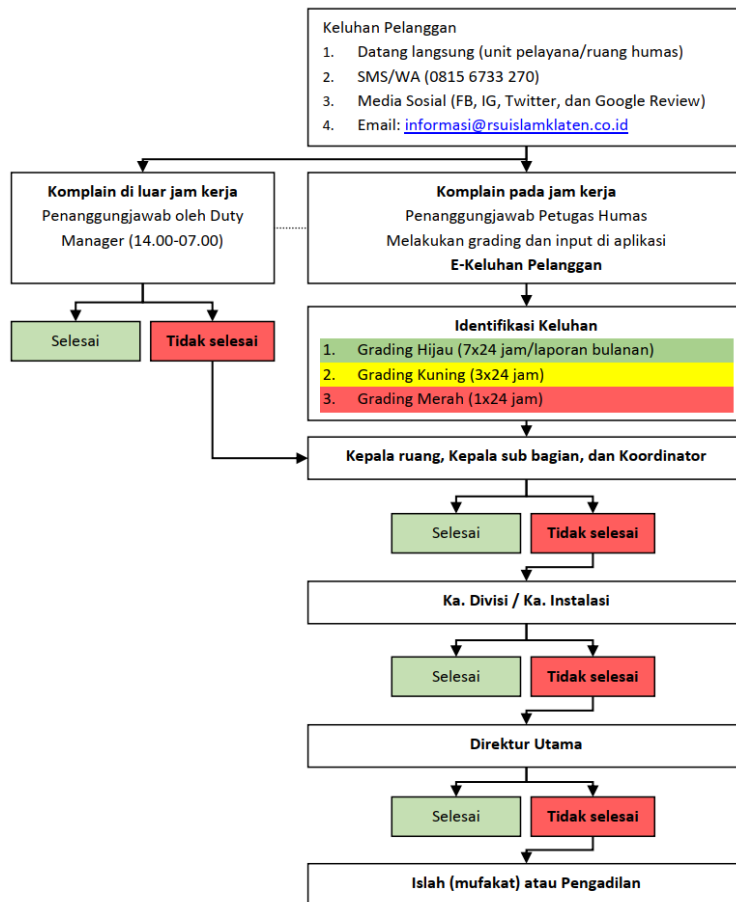 Keluhan Pelanggan
1. Datang langsung (unit pelayana/ruang humas)
2. SMS/WA (0815 6733 270)
3. Media Sosial (FB, IG, Twitter, dan Google Review)
4. Email: informasi@rsuislamklaten.co.id
Komplain di luar jam kerja
Penanggungjawab oleh Duty
Manager (14.00-07.00)
Komplain pada jam kerja
Penanggungjawab Petugas Humas
Melakukan grading dan input di aplikasi
E-Keluhan Pelanggan
Selesai
Tidak selesai
Identifikasi Keluhan
1. Grading Hijau (7x24 jam/laporan bulanan)
2. Grading Kuning (3x24 jam)
3. Grading Merah (1x24 jam)
Kepala ruang, Kepala sub bagian, dan Koordinator
Selesai
Tidak selesai
Ka. Divisi / Ka. Instalasi
Selesai
Tidak selesai
Direktur Utama
Selesai
Tidak selesai
Islah (mufakat) atau Pengadilan